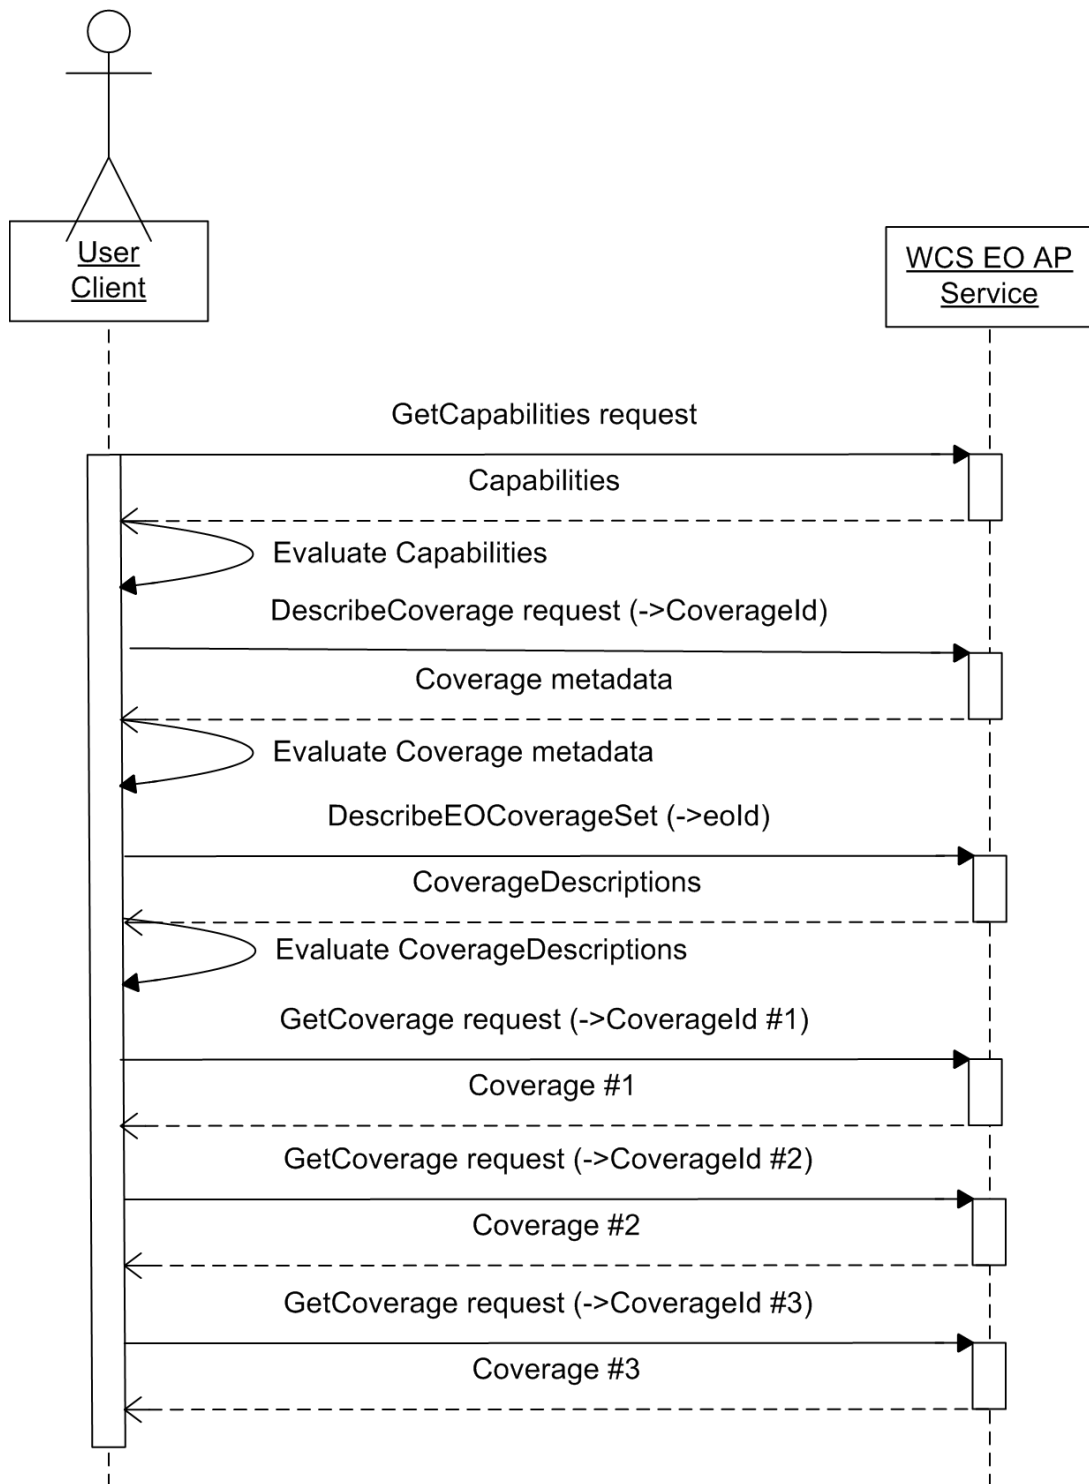 User
Client
WCS EO AP
Service
GetCapabilities request
Capabilities
Evaluate Capabilities
DescribeCoverage request (->CoverageId)
Coverage metadata
Evaluate Coverage metadata
DescribeEOCoverageSet (->eoId)
CoverageDescriptions
Evaluate CoverageDescriptions
GetCoverage request (->CoverageId #1)
Coverage #1
GetCoverage request (->CoverageId #2)
Coverage #2
GetCoverage request (->CoverageId #3)
Coverage #3